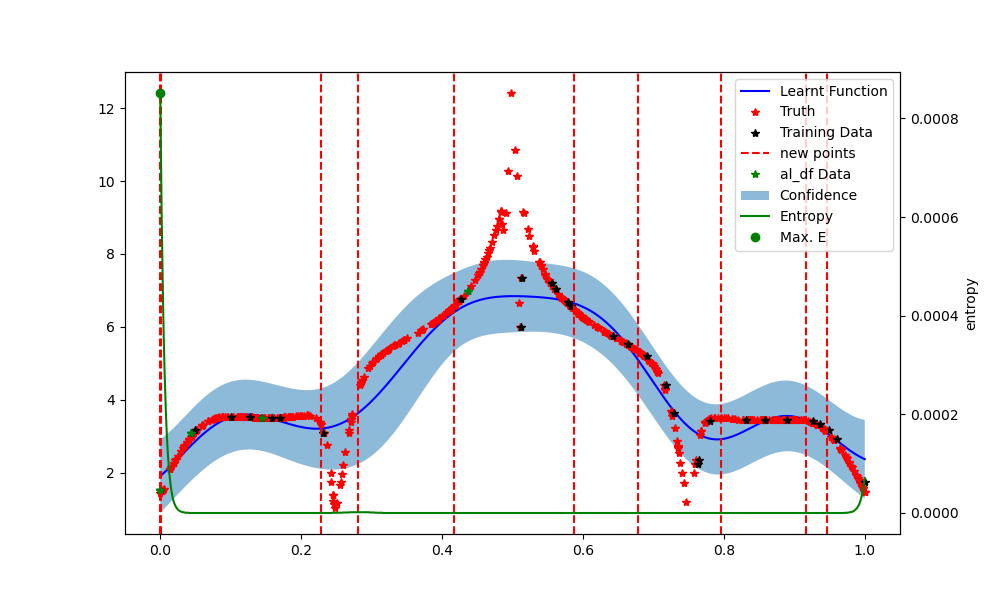 Learnt Function
Truth
Training Data
new points
al_df Data
Confidence
Entropy
Max. E
12
10
8
6
4
2
0.0008
0.0006
0.0004
0.0002
0.0000
entropy
0.0 0.2 0.4 0.6 0.8 1.0